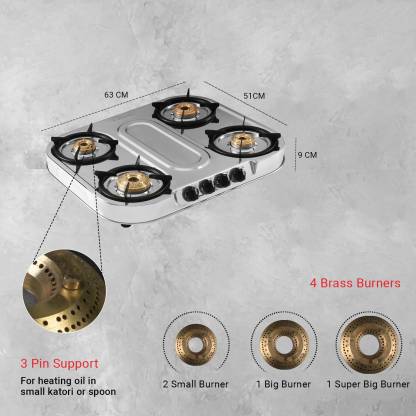 63 CM
51CM
9 CM
4 Brass Burners
3 Pin Support
For heating oil in
small katori or spoon
2 Small Burner
1 Big Burner
1 Super Big Burner